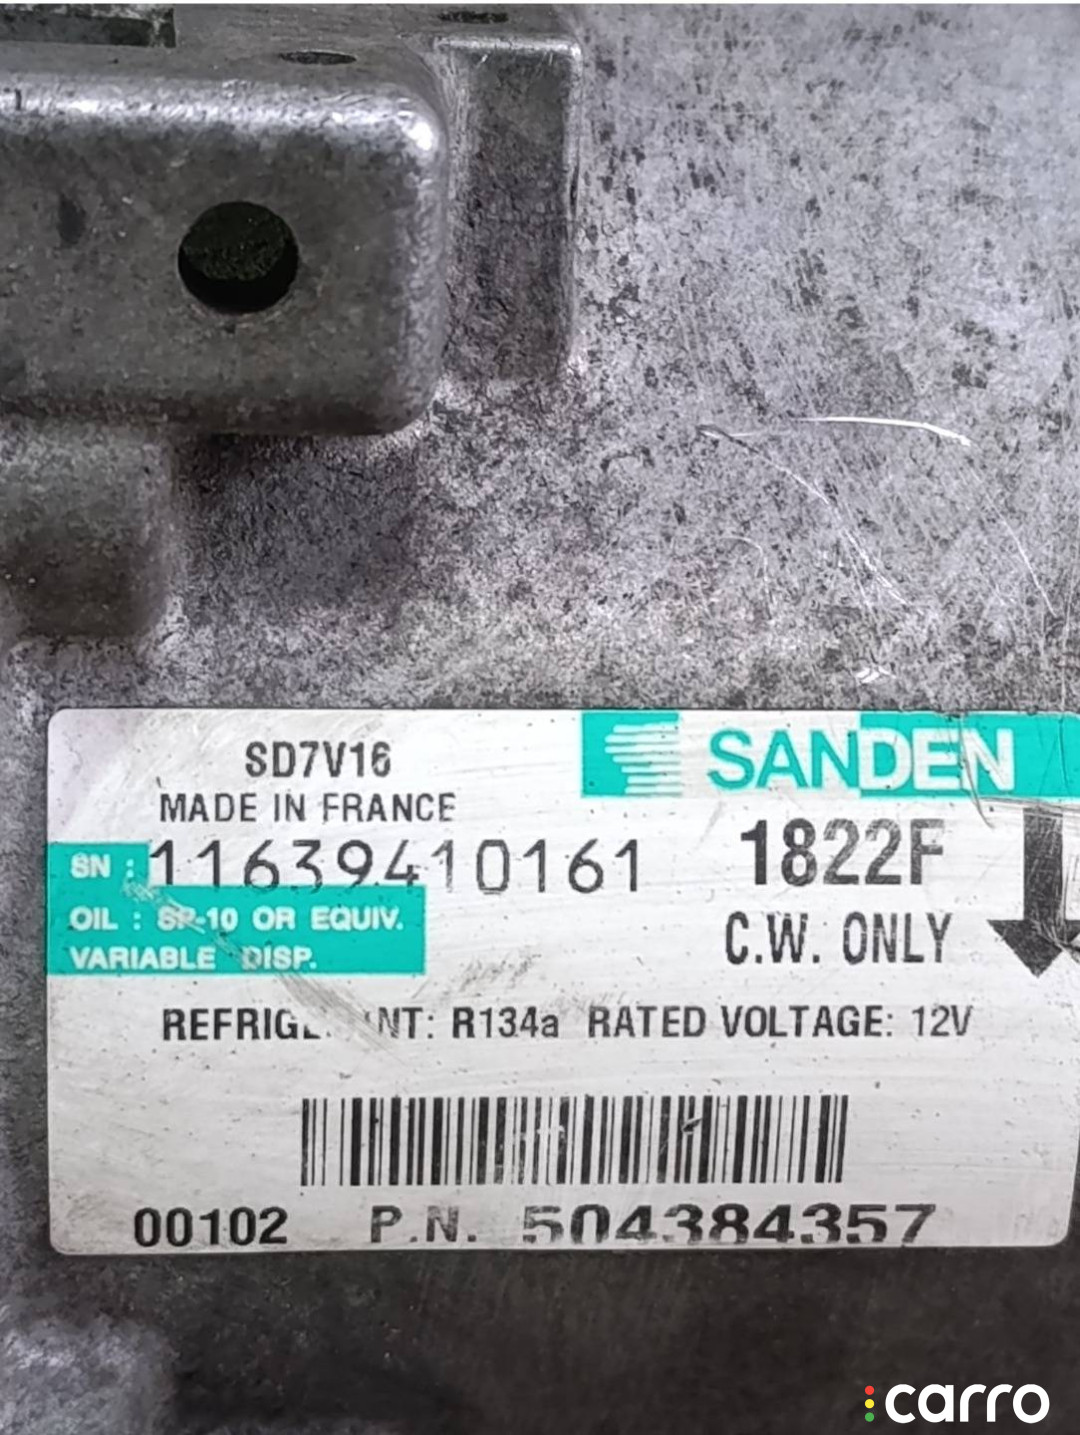 SD7V16
SANDEN
MADE IN FRANCE
SN : 11639410161
1822F
OIL : SP-10 OR EQUIV.
VARIABLE DISP.
C.W. ONLY
R134a RATED VOLTAGE: 12V
00102 P.N. 504384357
carro